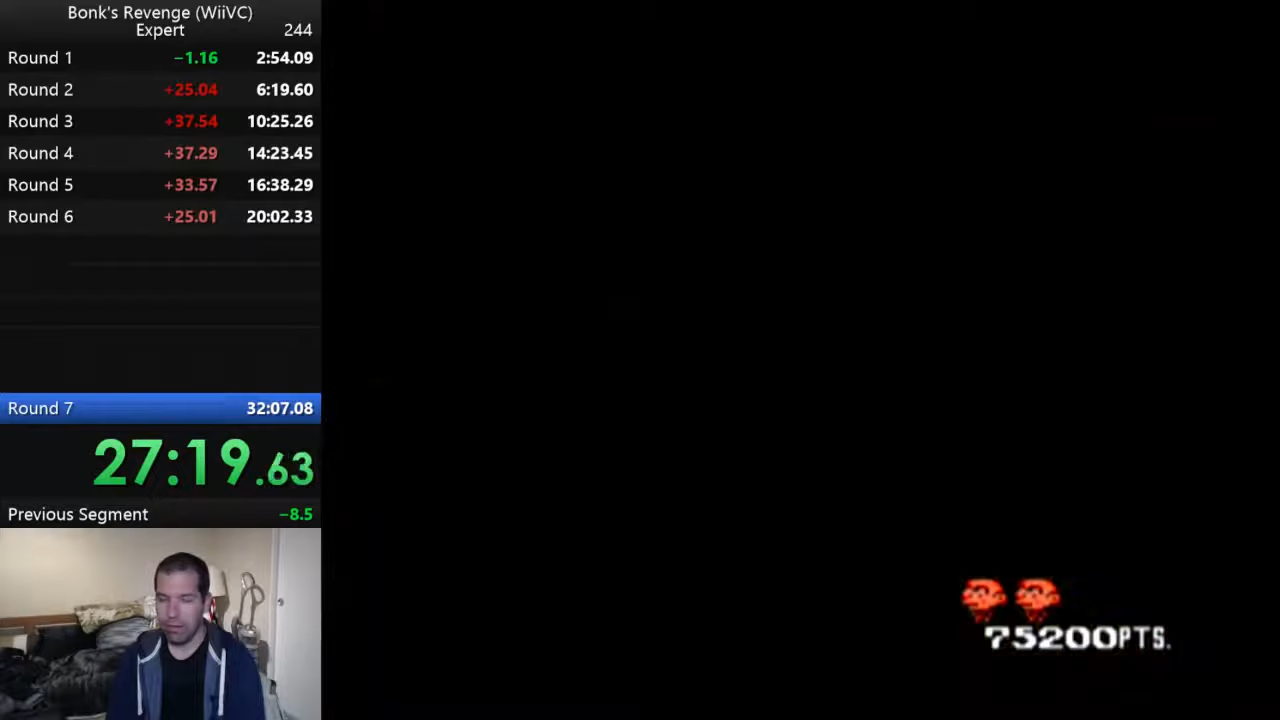 Bonk's Revenge (WiiVC)
Expert 244
Round 1 −1.16 2:54.09
Round 2 +25.04 6:19.60
Round 3 +37.54 10:25.26
Round 4 +37.29 14:23.45
Round 5 +33.57 16:38.29
Round 6 +25.01 20:02.33
Round 7 32:07.08
27:19.63
Previous Segment −8.5
75200PTS.